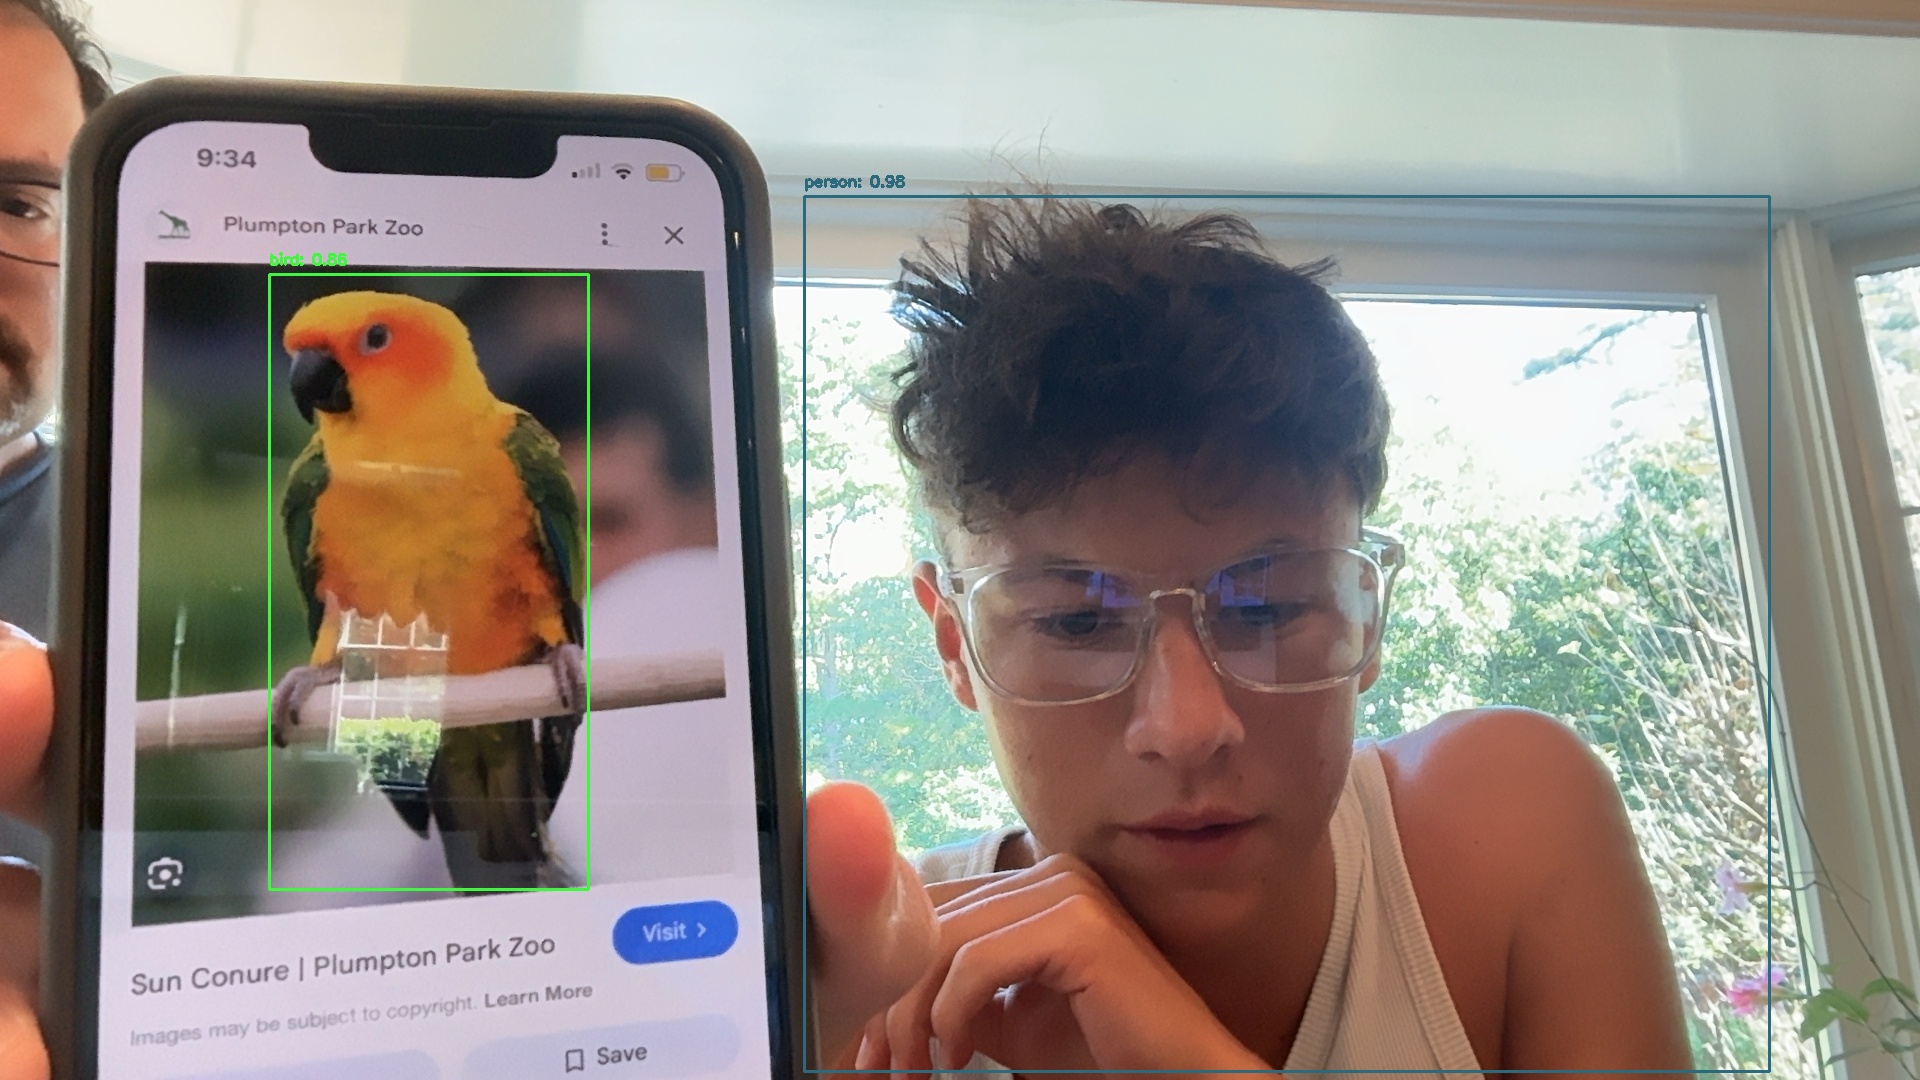 9:34
Plumpton Park Zoo
bird: 0.86
person: 0.98
Visit >
Sun Conure | Plumpton Park Zoo
Images may be subject to copyright. Learn More
Save